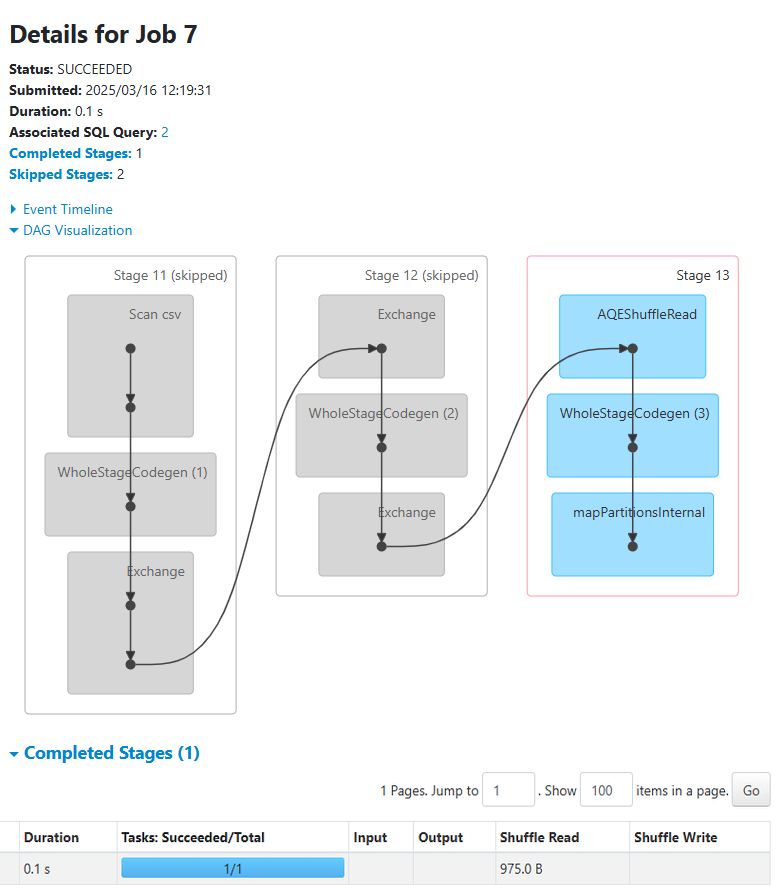 Details for Job 7
Status: SUCCEEDED
Submitted: 2025/03/16 12:19:31
Duration: 0.1 s
Associated SQL Query: 2
Completed Stages: 1
Skipped Stages: 2
Event Timeline
DAG Visualization
Stage 11 (skipped)
Scan csv
WholeStageCodegen (1)
Exchange
Stage 12 (skipped)
Exchange
WholeStageCodegen (2)
Exchange
Stage 13
AQEShuffleRead
WholeStageCodegen (3)
mapPartitionsInternal
Completed Stages (1)
1 Pages. Jump to 1 . Show 100 items in a page. Go
Duration Tasks: Succeeded/Total Input Output Shuffle Read Shuffle Write
0.1 s 1/1 975.0 B